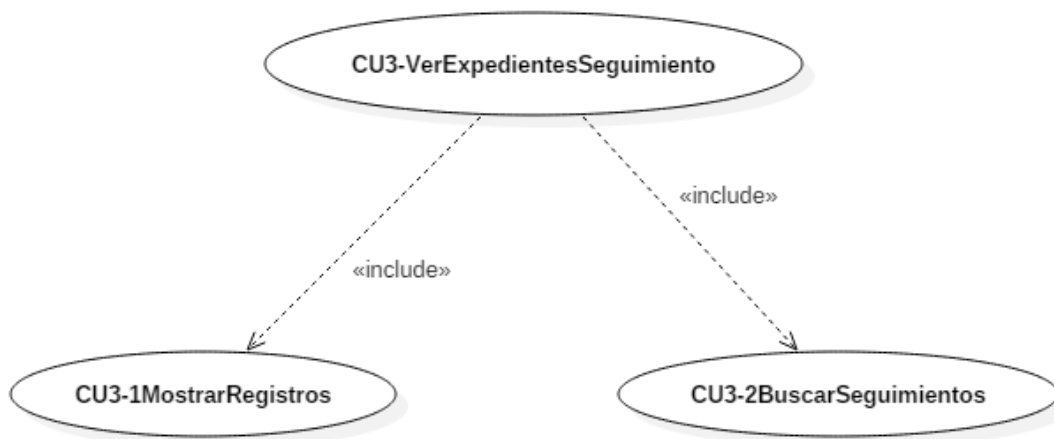 CU3-VerExpedientesSeguimiento
«include»
«include»
CU3-1MostrarRegistros
CU3-2BuscarSeguimientos